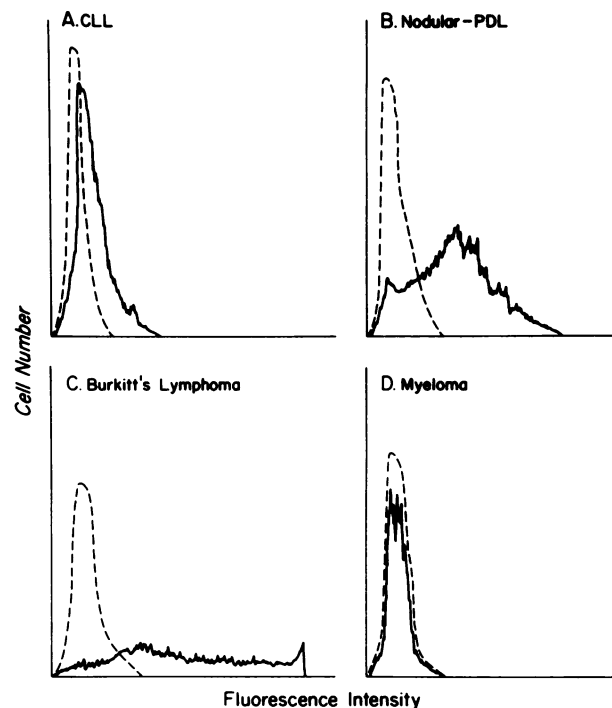 A. CLL
B. Nodular-PDL
C. Burkitt's Lymphoma
D. Myeloma
Cell Number
Fluorescence Intensity